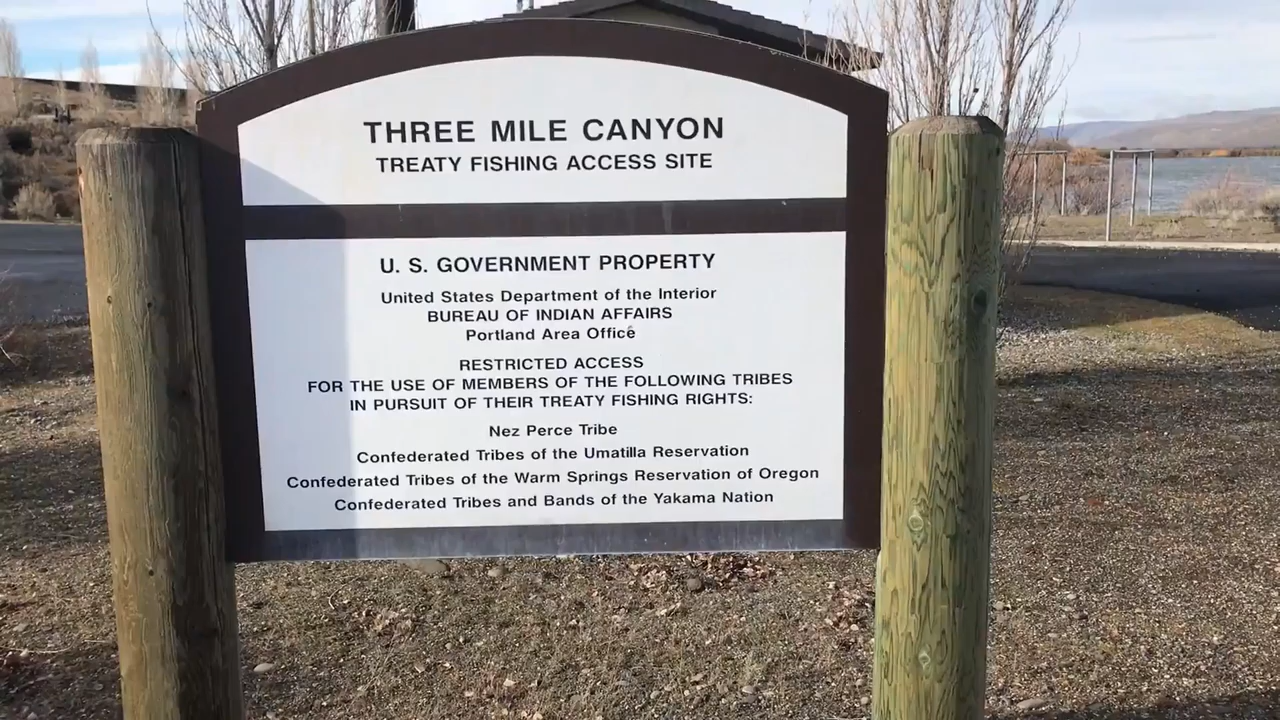 THREE MILE CANYON
TREATY FISHING ACCESS SITE
U. S. GOVERNMENT PROPERTY
United States Department of the Interior
BUREAU OF INDIAN AFFAIRS
Portland Area Office
RESTRICTED ACCESS
FOR THE USE OF MEMBERS OF THE FOLLOWING TRIBES
IN PURSUIT OF THEIR TREATY FISHING RIGHTS:
Nez Perce Tribe
Confederated Tribes of the Umatilla Reservation
Confederated Tribes of the Warm Springs Reservation of Oregon
Confederated Tribes and Bands of the Yakama Nation